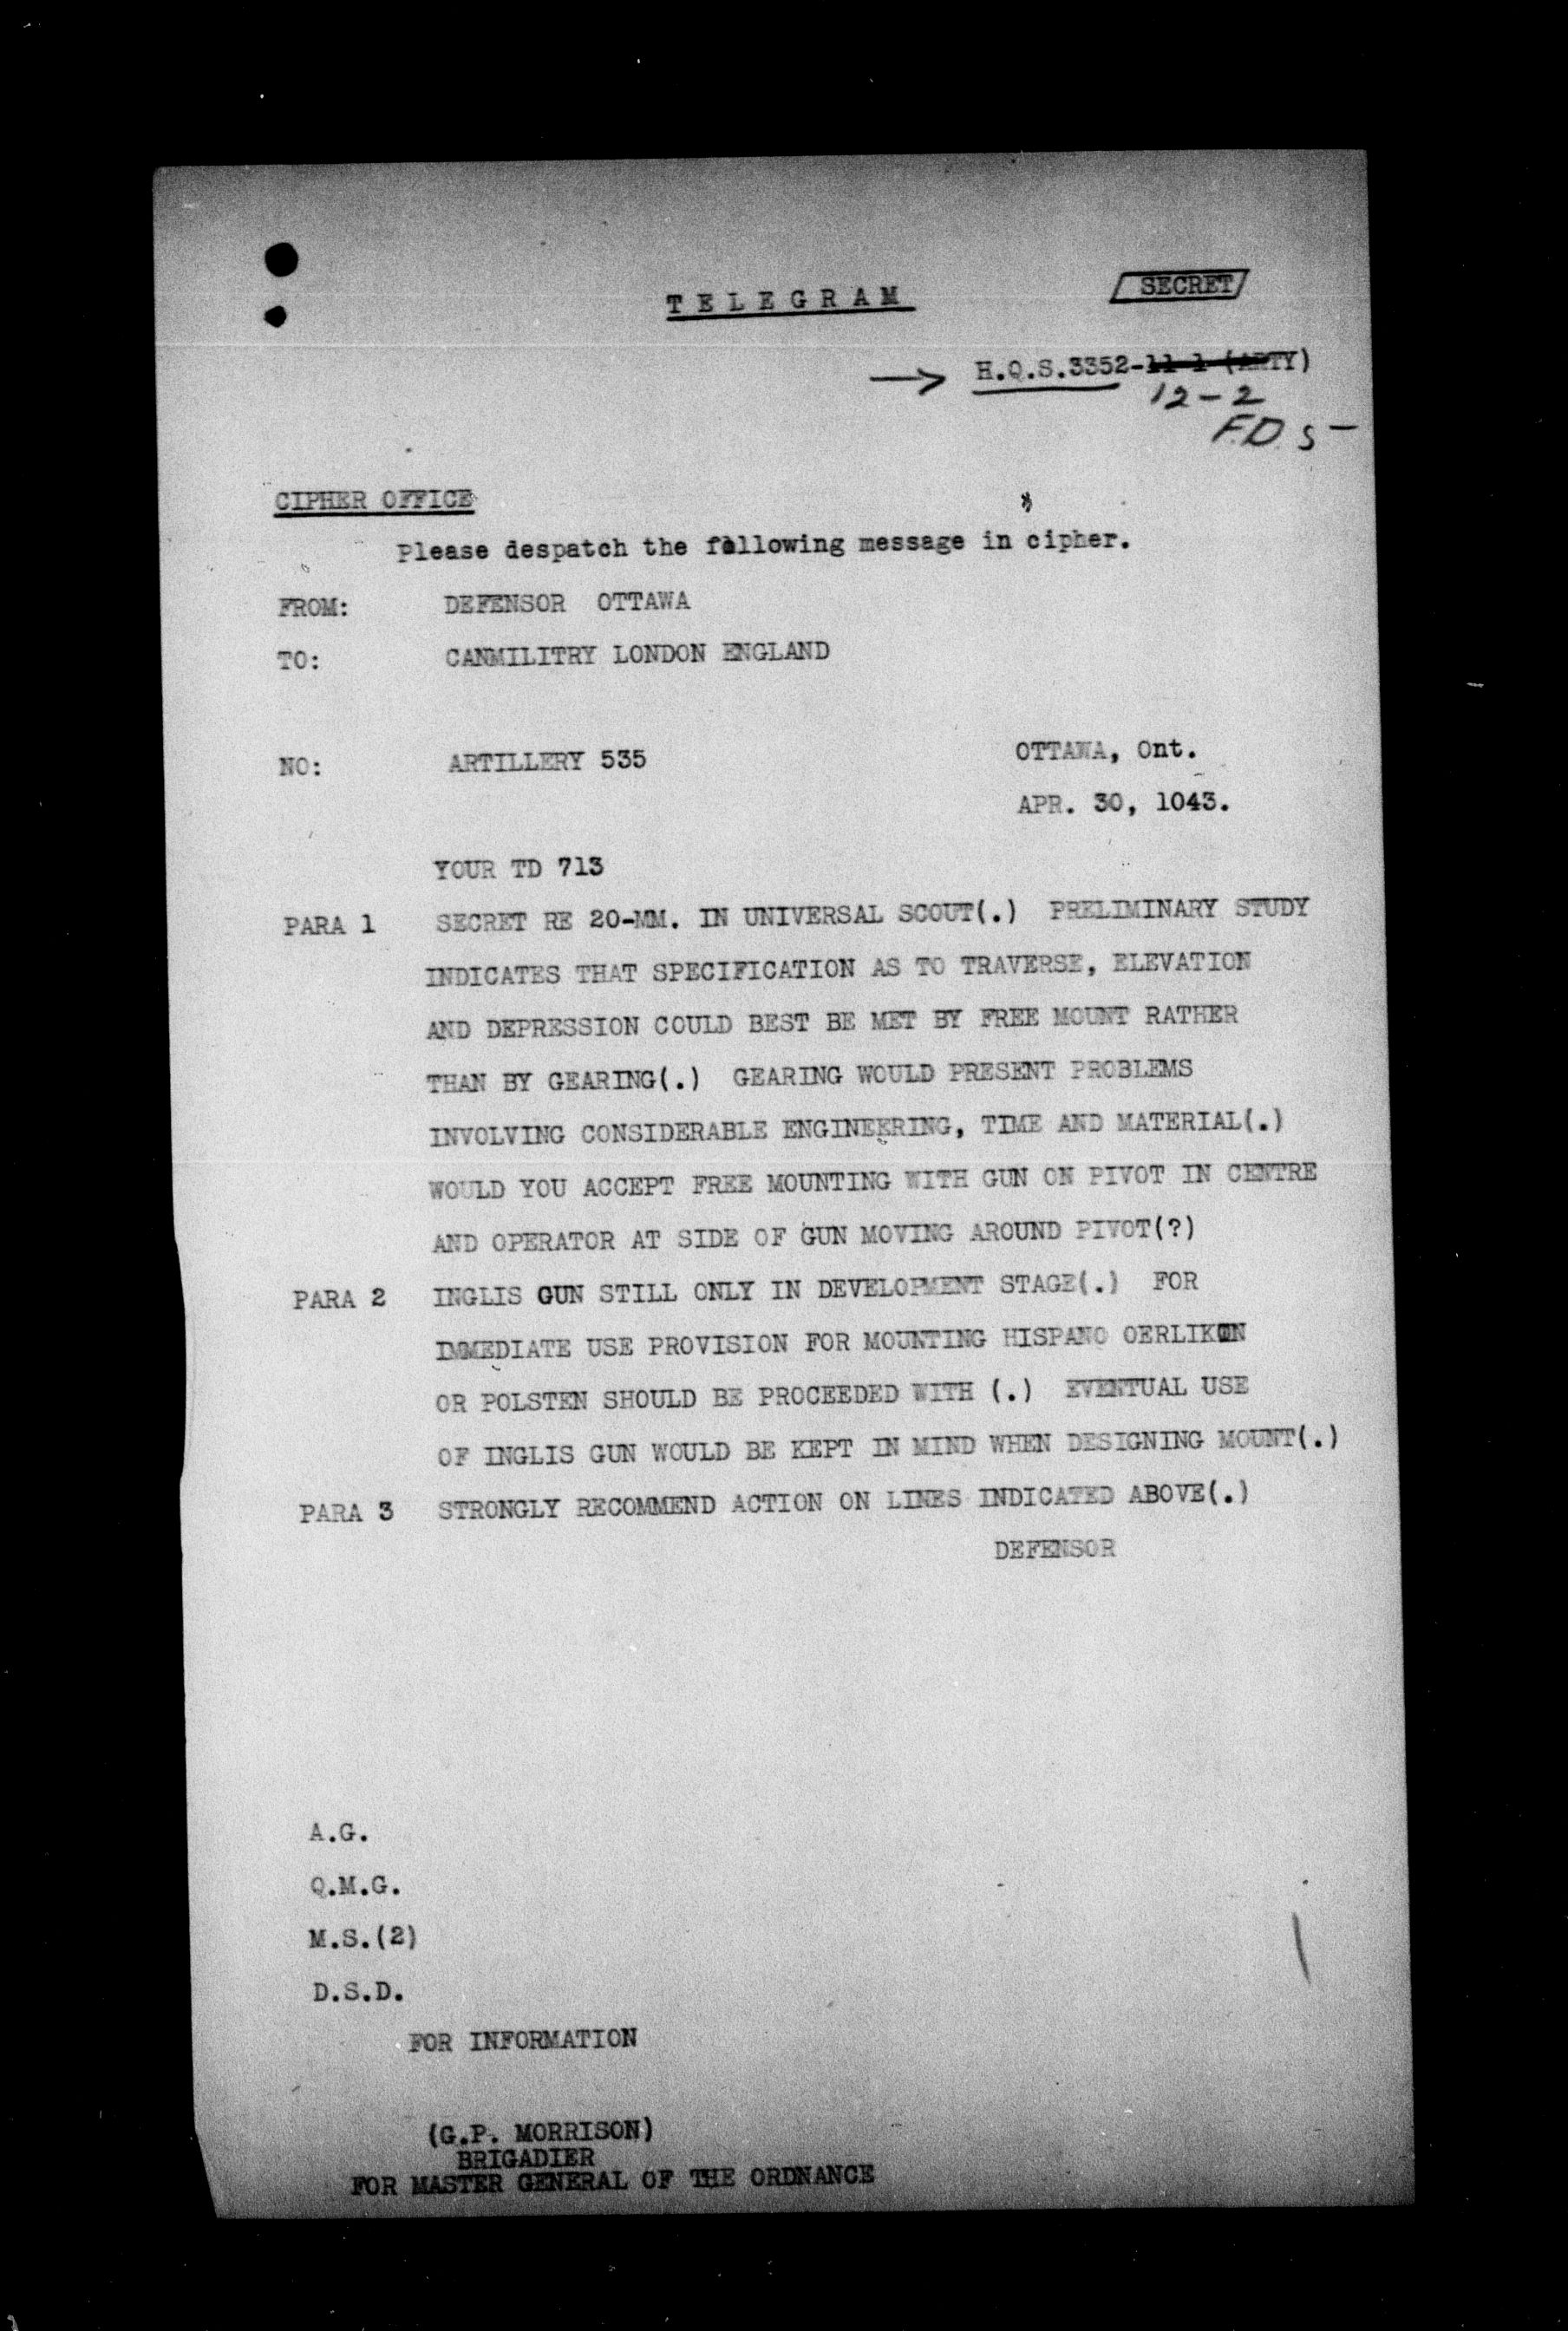 TELEGRAM
SECRET
H.Q.S.3352-11-1 (ARTY)
12-2
F.D. 5
CIPHER OFFICE
Please despatch the following message in cipher.
FROM: DEFENSOR OTTAWA
TO: CANMILITRY LONDON ENGLAND
NO: ARTILLERY 535 OTTAWA, Ont.
APR. 30, 1043.
YOUR TD 713
PARA 1 SECRET RE 20-MM. IN UNIVERSAL SCOUT(.) PRELIMINARY STUDY
INDICATES THAT SPECIFICATION AS TO TRAVERSE, ELEVATION
AND DEPRESSION COULD BEST BE MET BY FREE MOUNT RATHER
THAN BY GEARING(.) GEARING WOULD PRESENT PROBLEMS
INVOLVING CONSIDERABLE ENGINEERING, TIME AND MATERIAL(.)
WOULD YOU ACCEPT FREE MOUNTING WITH GUN ON PIVOT IN CENTRE
AND OPERATOR AT SIDE OF GUN MOVING AROUND PIVOT(?)
PARA 2 INGLIS GUN STILL ONLY IN DEVELOPMENT STAGE(.) FOR
IMMEDIATE USE PROVISION FOR MOUNTING HISPANO OERLIKON
OR POLSTEN SHOULD BE PROCEEDED WITH (.) EVENTUAL USE
OF INGLIS GUN WOULD BE KEPT IN MIND WHEN DESIGNING MOUNT(.)
PARA 3 STRONGLY RECOMMEND ACTION ON LINES INDICATED ABOVE(.)
DEFENSOR
A.G.
Q.M.G.
M.S.(2)
D.S.D.
FOR INFORMATION
(G.P. MORRISON)
BRIGADIER
FOR MASTER GENERAL OF THE ORDNANCE